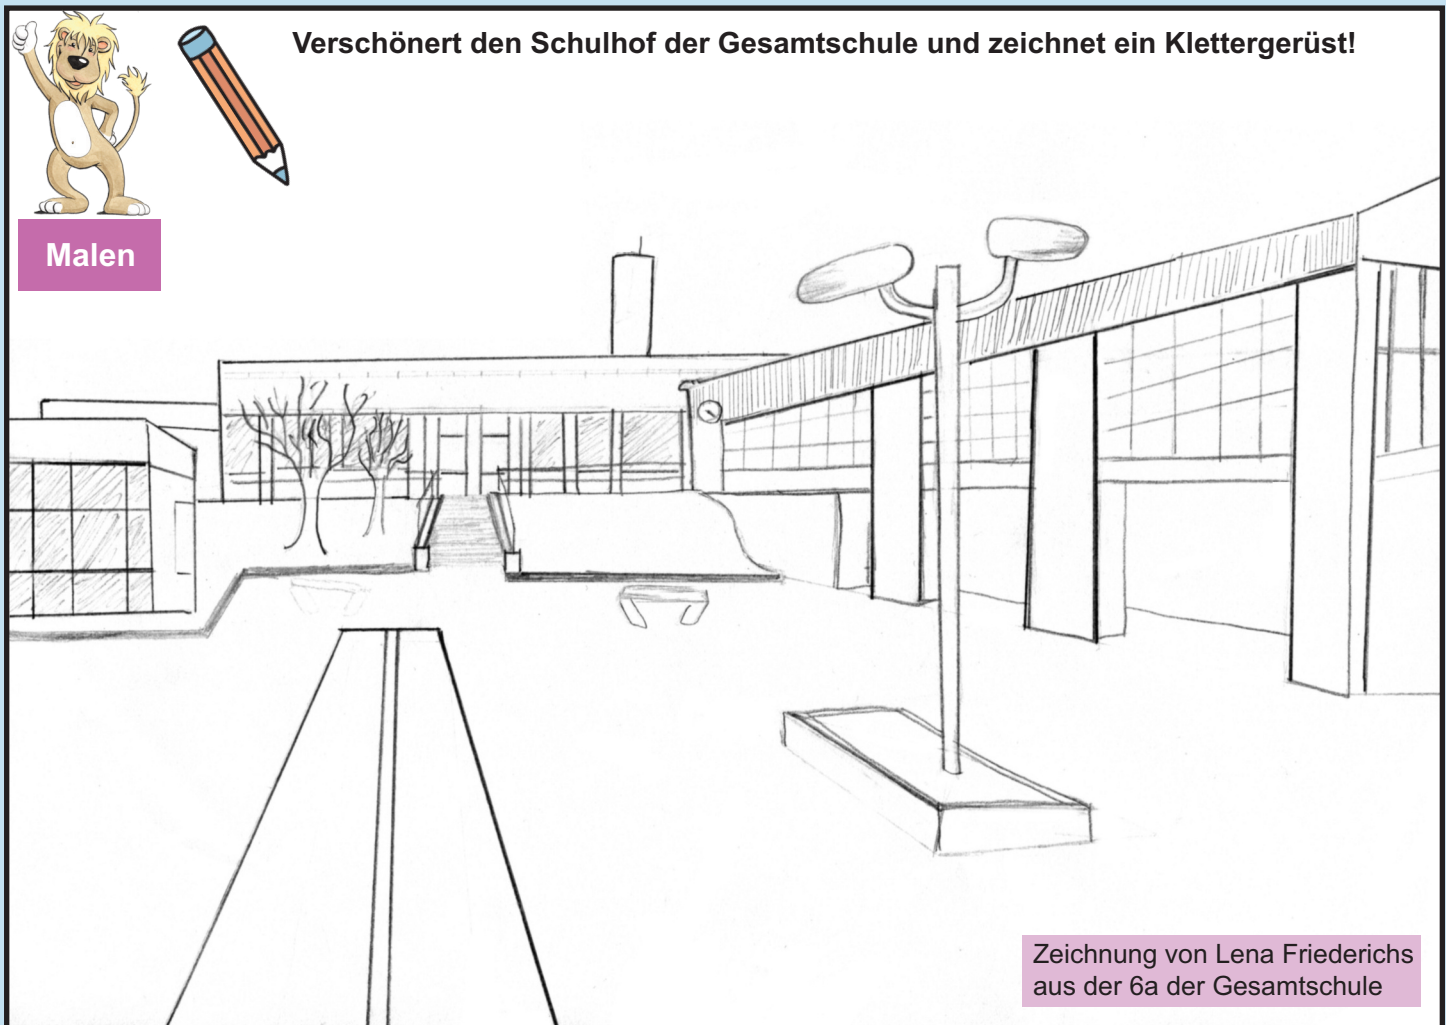 Verschönert den Schulhof der Gesamtschule und zeichnet ein Klettergerüst!
Malen
Zeichnung von Lena Friederichs
aus der 6a der Gesamtschule